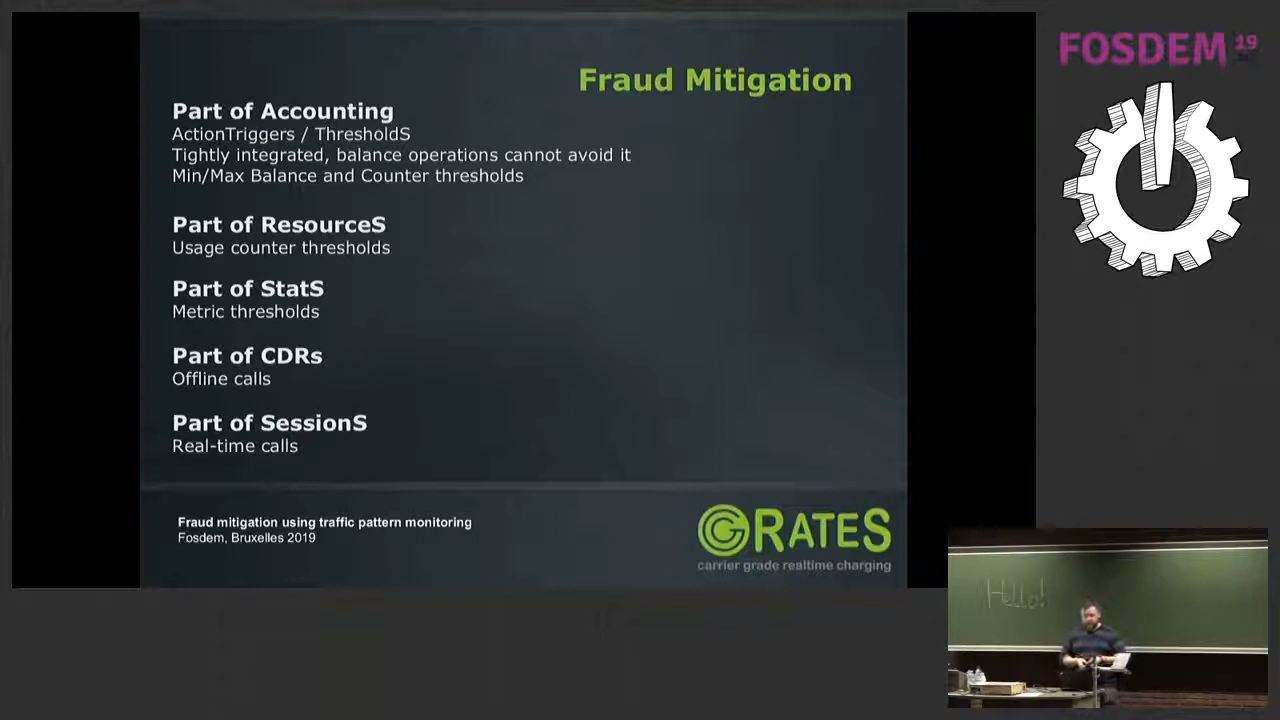 Fraud Mitigation
Part of Accounting
ActionTriggers / ThresholdS
Tightly integrated, balance operations cannot avoid it
Min/Max Balance and Counter thresholds
Part of ResourceS
Usage counter thresholds
Part of StatS
Metric thresholds
Part of CDRs
Offline calls
Part of SessionS
Real-time calls
Fraud mitigation using traffic pattern monitoring
Fosdem, Bruxelles 2019
CGRATES
carrier grade realtime charging
FOSDEM 19
Hello!